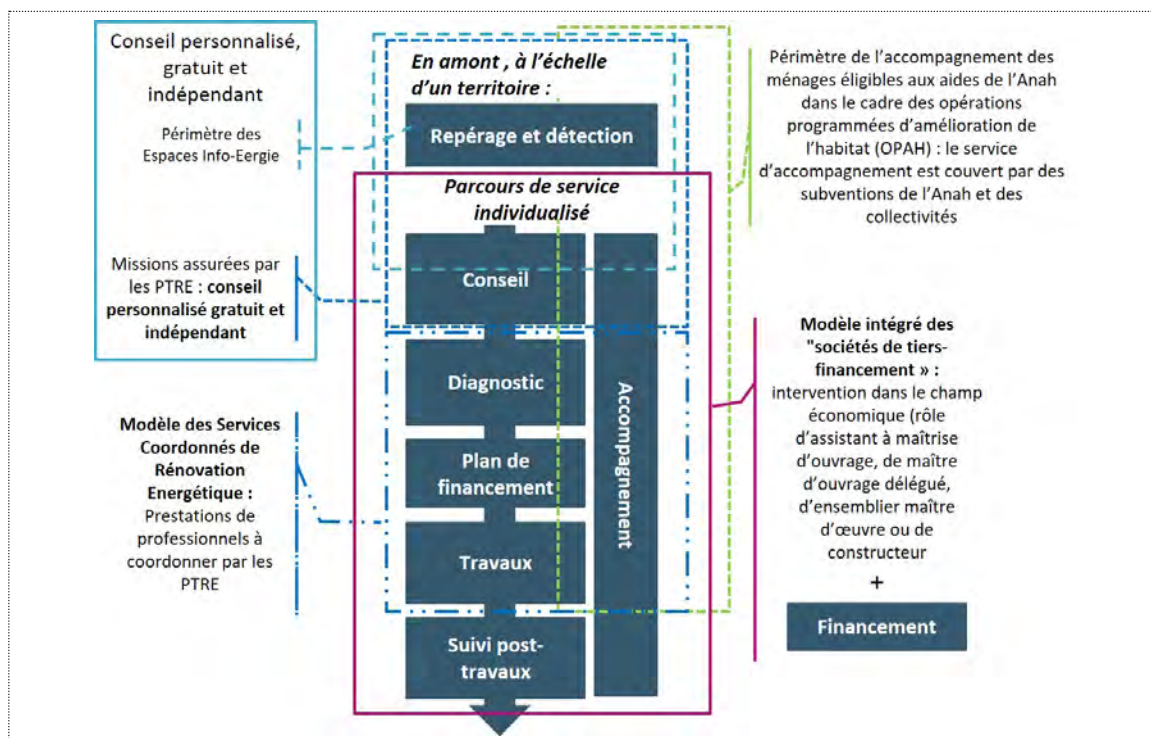 Conseil personnalisé,
gratuit et
indépendant
Périmètre des
Espaces Info-Eergie
Missions assurées par
les PTRE : conseil
personnalisé gratuit et
indépendant
Modèle des Services
Coordonnés de
Rénovation
Energétique :
Prestations de
professionnels à
coordonner par les
PTRE
En amont , à l'échelle
d'un territoire :
Repérage et détection
Parcours de service
individualisé
Conseil
Diagnostic
Plan de
financement
Travaux
Suivi post-
travaux
Accompagnement
Périmètre de l'accompagnement des
ménages éligibles aux aides de l'Anah
dans le cadre des opérations
programmées d'amélioration de
l'habitat (OPAH) : le service
d'accompagnement est couvert par des
subventions de l'Anah et des
collectivités
Modèle intégré des
"sociétés de tiers-
financement » :
intervention dans le champ
économique (rôle
d'assistant à maîtrise
d'ouvrage, de maître
d'ouvrage délégué,
d'ensemblier maître
d'œuvre ou de
constructeur
+
Financement